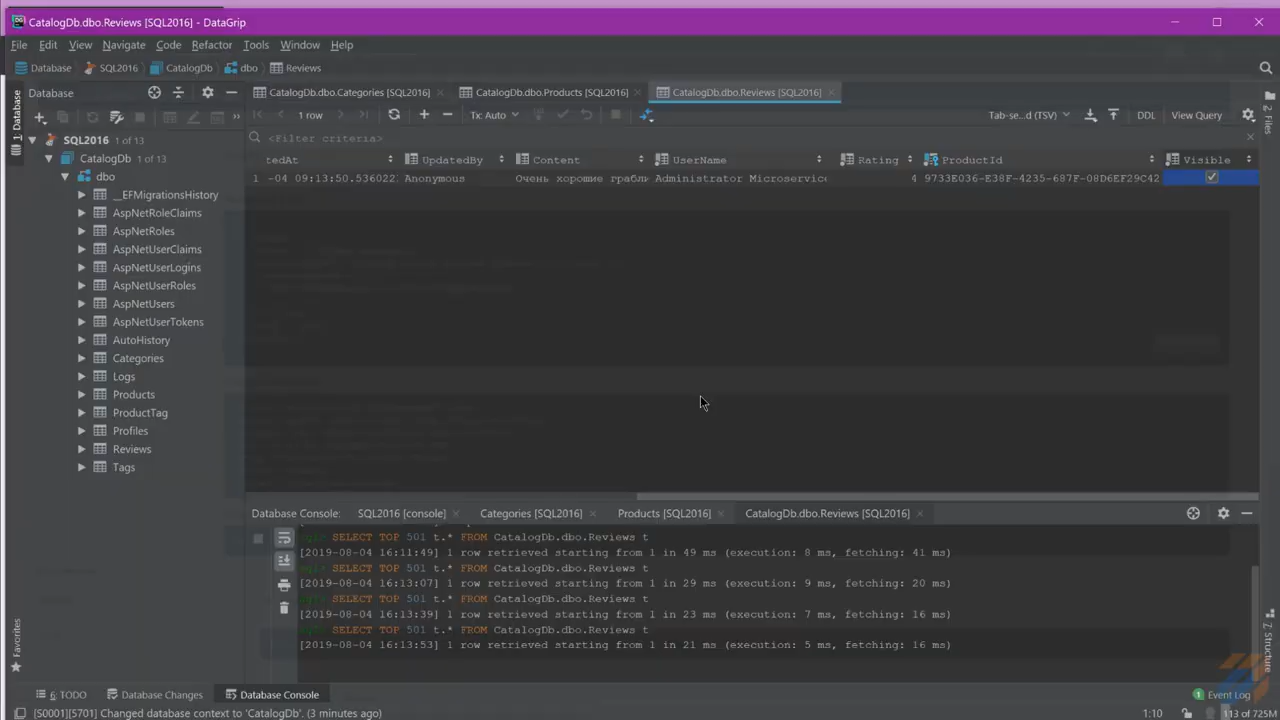 CatalogDb.dbo.Reviews [SQL2016] - DataGrip
File Edit View Navigate Code Refactor Tools Window Help
Database SQL2016 CatalogDb dbo Reviews
Database
CatalogDb.dbo.Categories [SQL2016] CatalogDb.dbo.Products [SQL2016] CatalogDb.dbo.Reviews [SQL2016]
1 row Tx: Auto Tab-se...d (TSV) DDL View Query
<Filter criteria>
tedAt UpdatedBy Content UserName Rating ProductId Visible
1 -04 09:13:50.536022 Anonymous Очень хорошие грабли Administrator Microservice 4 9733E036-E38F-4235-687F-08D6EF29C42
1: Database
2: Files
SQL2016 1 of 13
CatalogDb 1 of 13
dbo
__EFMigrationsHistory
AspNetRoleClaims
AspNetRoles
AspNetUserClaims
AspNetUserLogins
AspNetUserRoles
AspNetUsers
AspNetUserTokens
AutoHistory
Categories
Logs
Products
ProductTag
Profiles
Reviews
Tags
Database Console: SQL2016 [console] Categories [SQL2016] Products [SQL2016] CatalogDb.dbo.Reviews [SQL2016]
SELECT TOP 501 t.* FROM CatalogDb.dbo.Reviews t
[2019-08-04 16:11:49] 1 row retrieved starting from 1 in 49 ms (execution: 8 ms, fetching: 41 ms)
SELECT TOP 501 t.* FROM CatalogDb.dbo.Reviews t
[2019-08-04 16:13:07] 1 row retrieved starting from 1 in 29 ms (execution: 9 ms, fetching: 20 ms)
SELECT TOP 501 t.* FROM CatalogDb.dbo.Reviews t
[2019-08-04 16:13:39] 1 row retrieved starting from 1 in 23 ms (execution: 7 ms, fetching: 16 ms)
SELECT TOP 501 t.* FROM CatalogDb.dbo.Reviews t
[2019-08-04 16:13:53] 1 row retrieved starting from 1 in 21 ms (execution: 5 ms, fetching: 16 ms)
Favorites
7: Structure
6: TODO Database Changes Database Console 1 Event Log
[S0001][5701] Changed database context to 'CatalogDb'. (3 minutes ago) 1:10 113 of 725M